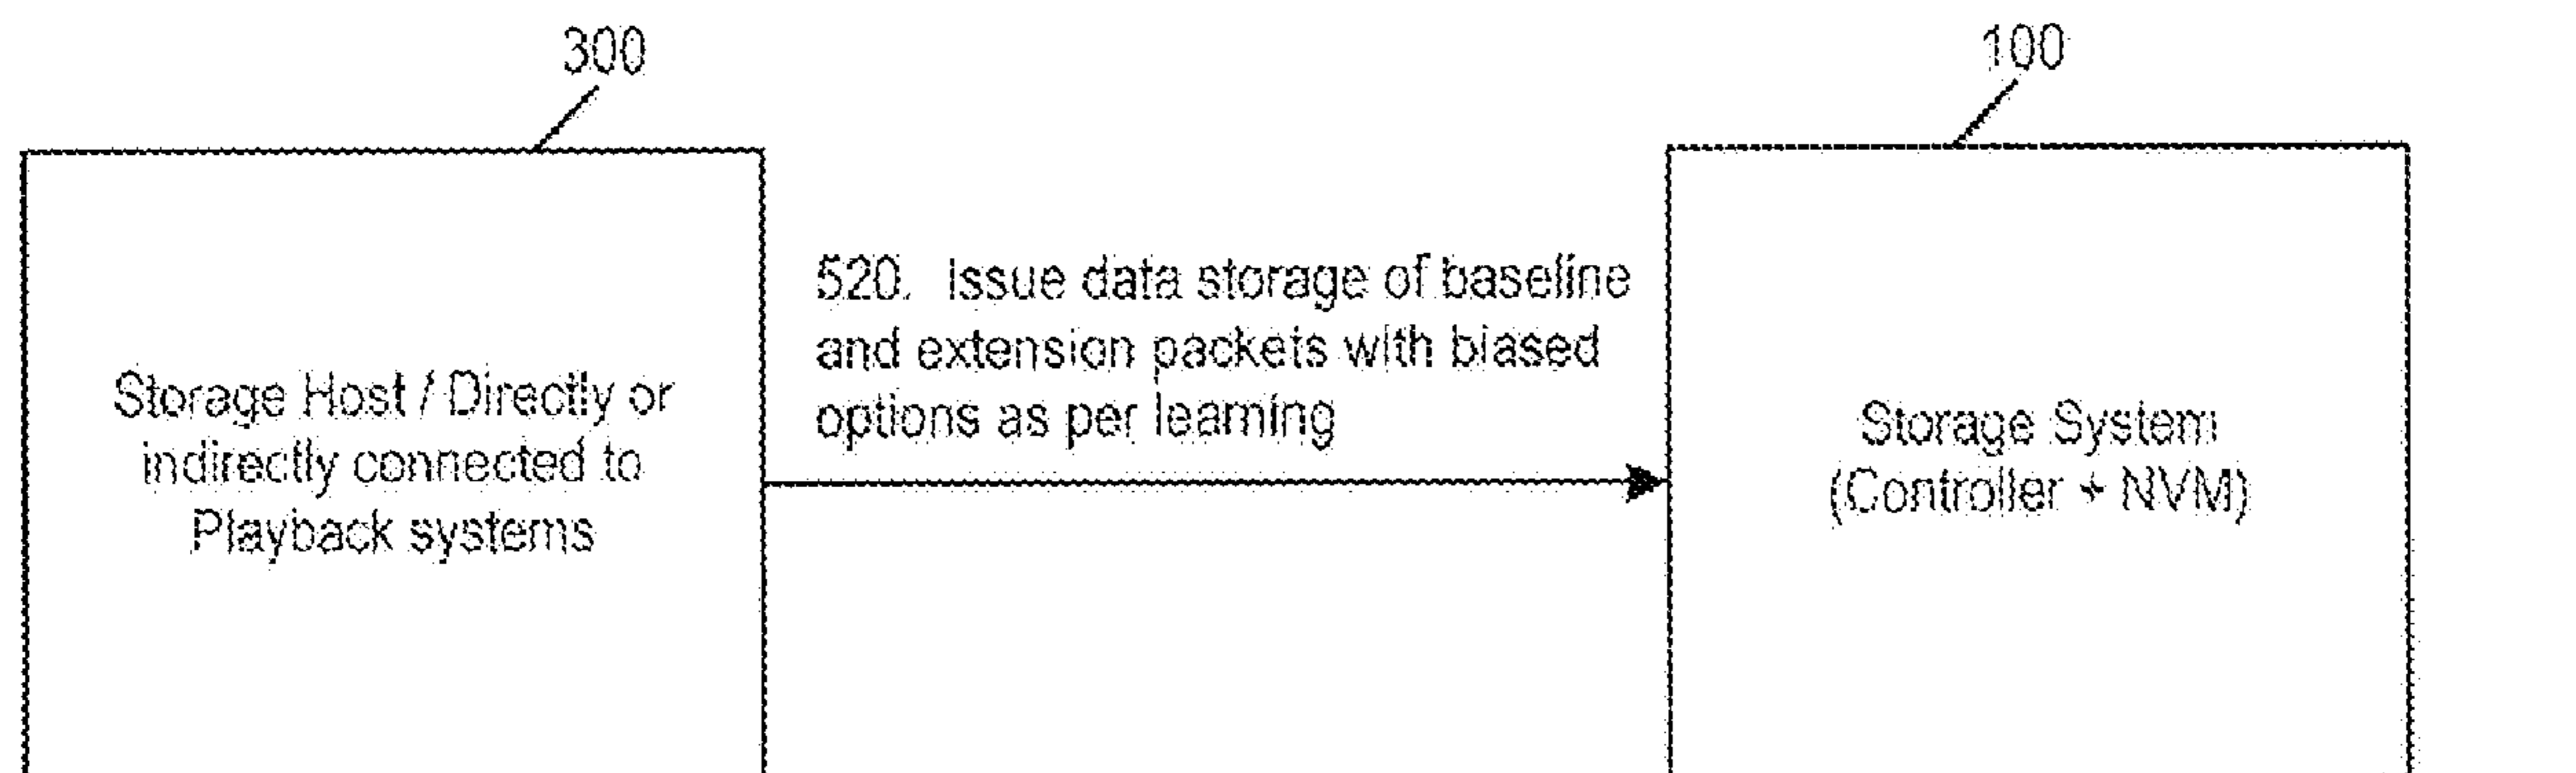 300
100
520. Issue data storage of baseline
and extension packets with biased
options as per learning
Storage Host / Directly or
indirectly connected to
Playback systems
Storage System
(Controller + NVM)